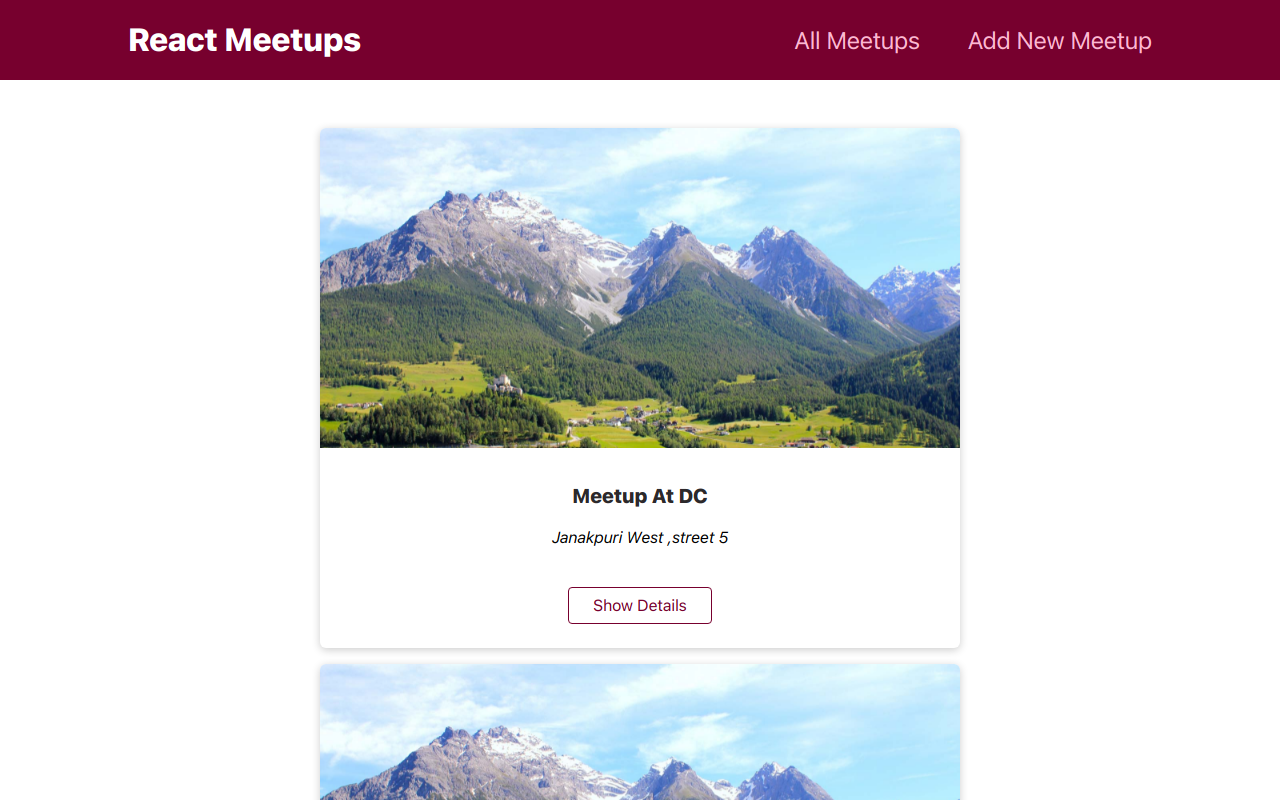 React Meetups
All Meetups
Add New Meetup
Meetup At DC
Janakpuri West ,street 5
Show Details